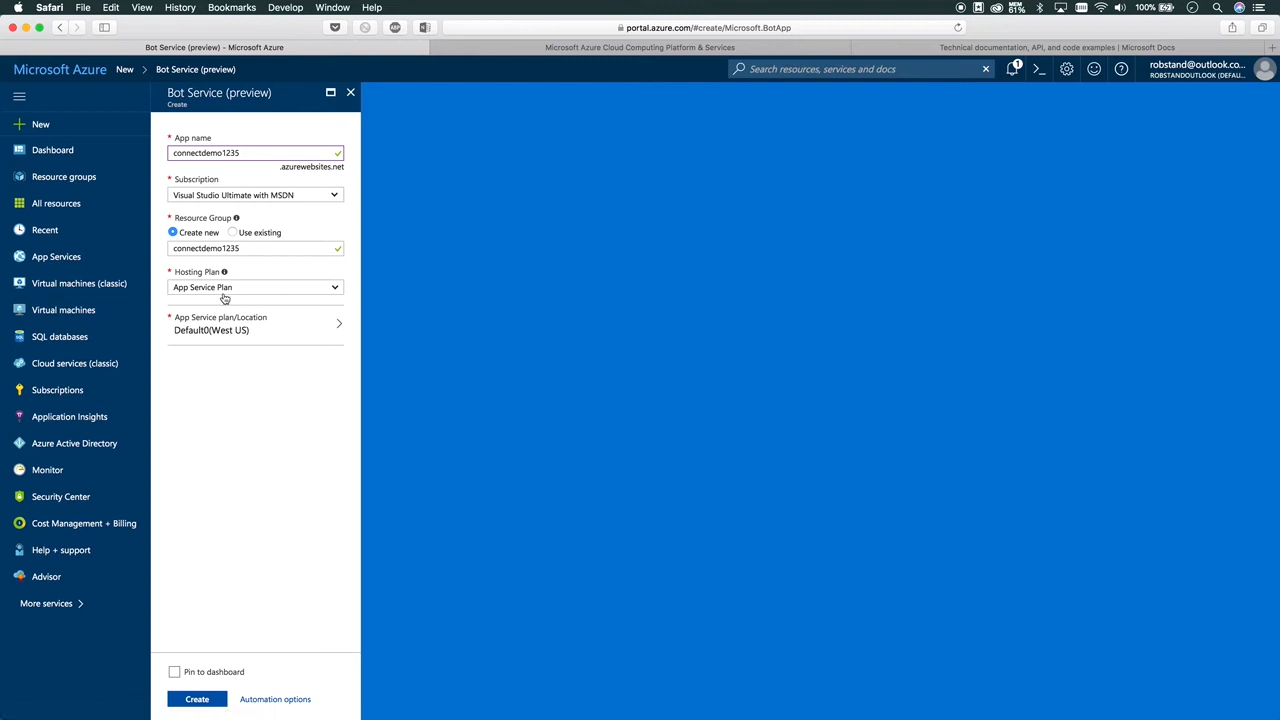 Safari File Edit View History Bookmarks Develop Window Help
100%
portal.azure.com/#create/Microsoft.BotApp
Bot Service (preview) - Microsoft Azure
Microsoft Azure Cloud Computing Platform & Services
Technical documentation, API, and code examples | Microsoft Docs
Microsoft Azure New Bot Service (preview)
Search resources, services and docs
1
robstand@outlook.co...
ROBSTANDOUTLOOK (DEFAU...
Bot Service (preview)
Create
New
Dashboard
Resource groups
All resources
Recent
App Services
Virtual machines (classic)
Virtual machines
SQL databases
Cloud services (classic)
Subscriptions
Application Insights
Azure Active Directory
Monitor
Security Center
Cost Management + Billing
Help + support
Advisor
More services
* App name
connectdemo1235
.azurewebsites.net
* Subscription
Visual Studio Ultimate with MSDN
* Resource Group
Create new Use existing
connectdemo1235
* Hosting Plan
App Service Plan
* App Service plan/Location
Default0(West US)
Pin to dashboard
Create Automation options